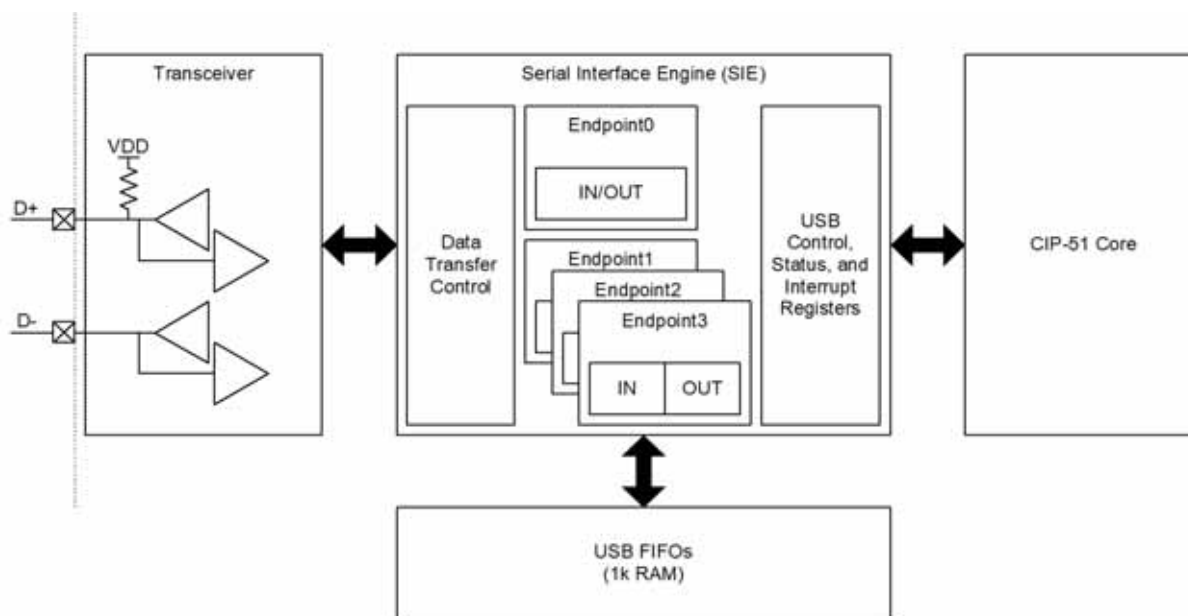 Transceiver
VDD
D+
D-
Serial Interface Engine (SIE)
Data
Transfer
Control
Endpoint0
IN/OUT
Endpoint1
Endpoint2
Endpoint3
IN
OUT
USB
Control,
Status, and
Interrupt
Registers
CIP-51 Core
USB FIFOs
(1k RAM)